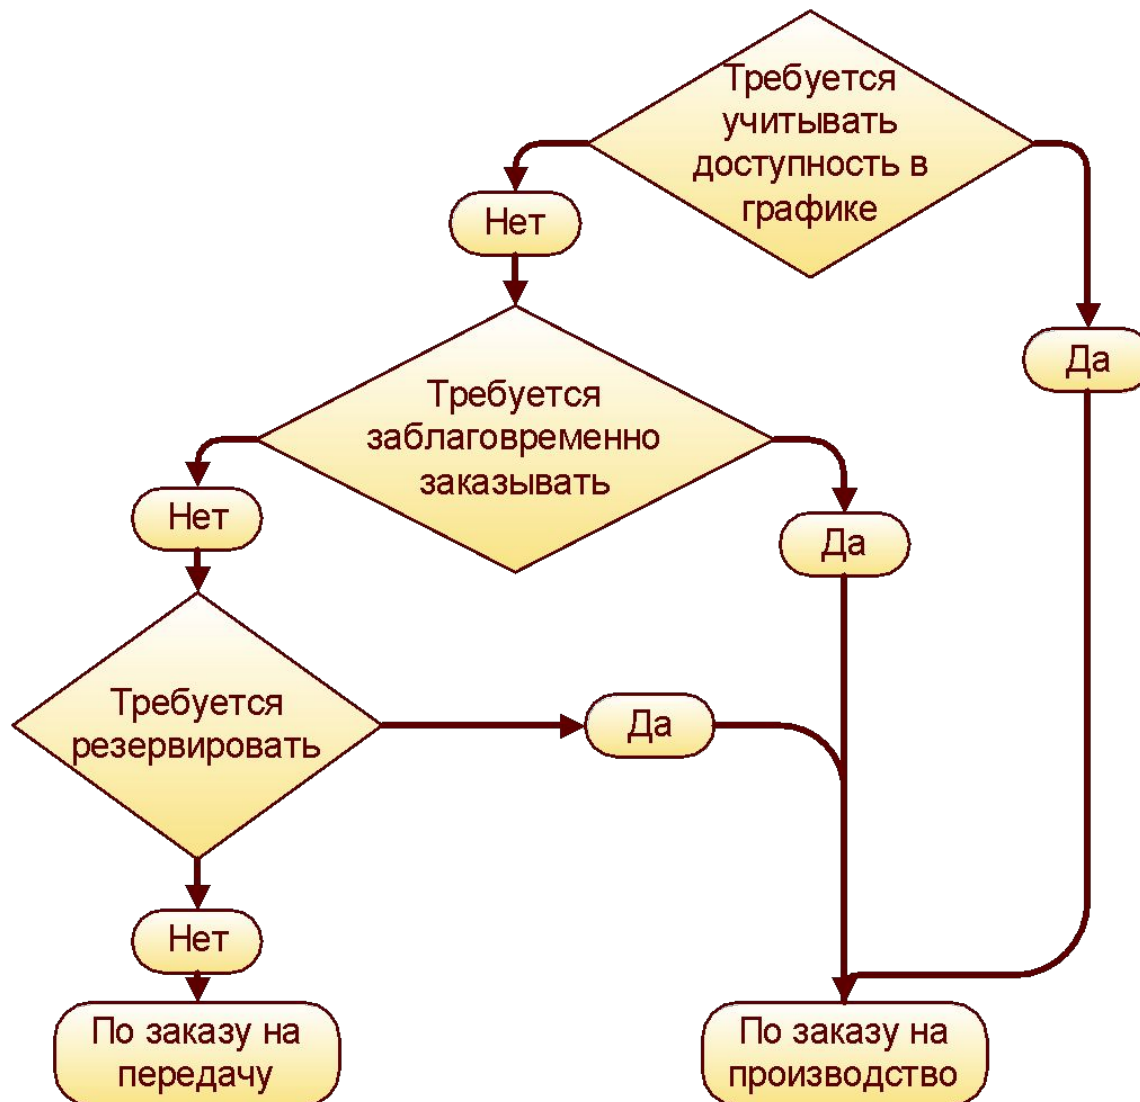 Требуется
учитывать
доступность в
графике
Нет
Да
Требуется
заблаговременно
заказывать
Нет
Да
Требуется
резервировать
Да
Нет
По заказу на
передачу
По заказу на
производство